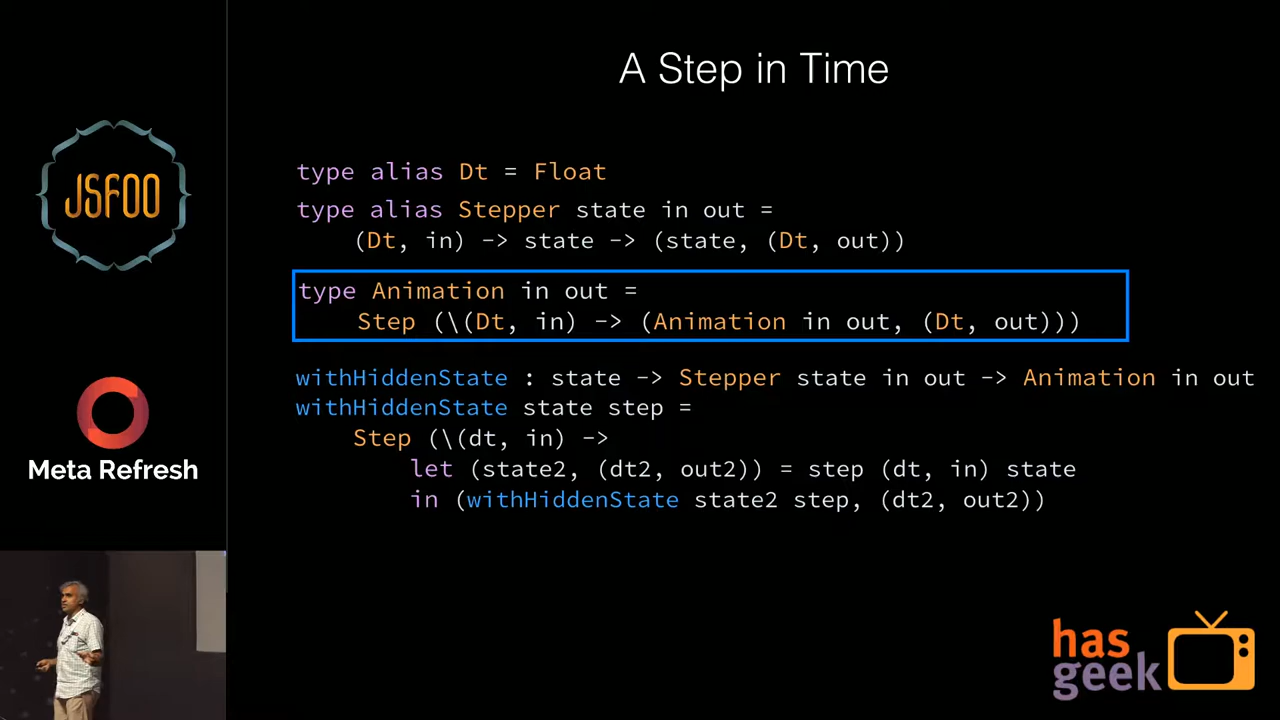 A Step in Time
JSFOO
Meta Refresh
type alias Dt = Float
type alias Stepper state in out =
(Dt, in) -> state -> (state, (Dt, out))
type Animation in out =
Step (\(Dt, in) -> (Animation in out, (Dt, out)))
withHiddenState : state -> Stepper state in out -> Animation in out
withHiddenState state step =
Step (\(dt, in) ->
let (state2, (dt2, out2)) = step (dt, in) state
in (withHiddenState state2 step, (dt2, out2))
has
geek